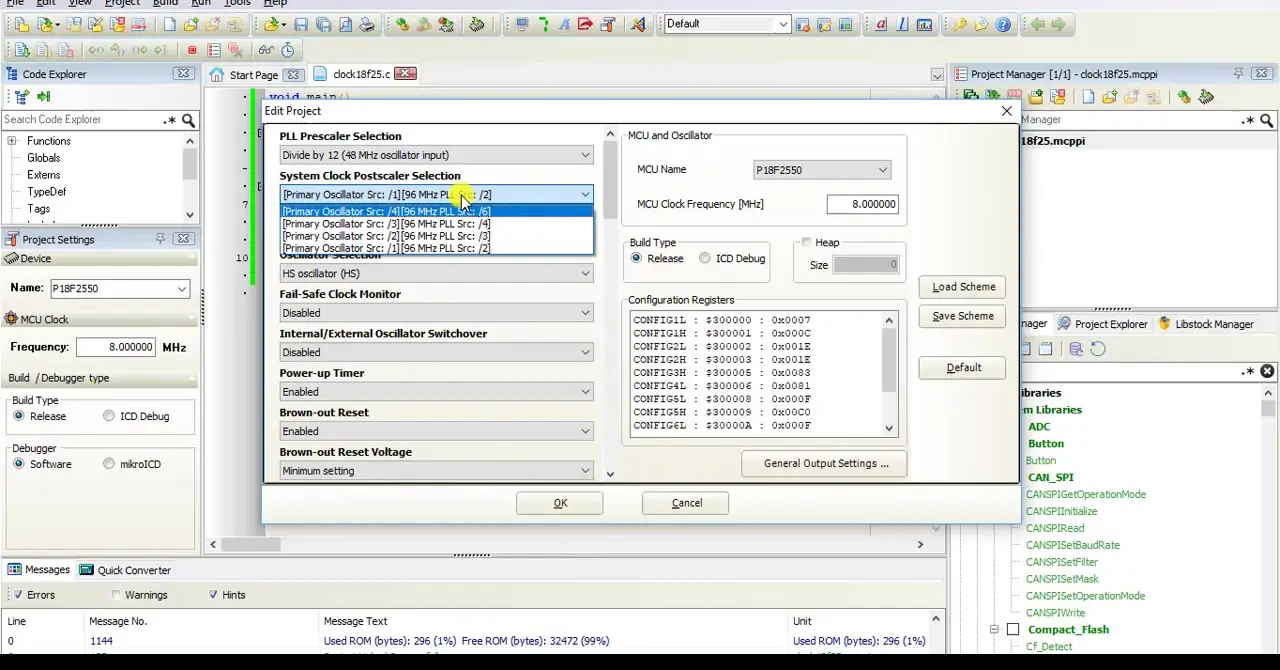 File Edit View Project Build Run Tools Help
Default
Code Explorer
Start Page
clock18f25.c
Project Manager [1/1] - clock18f25.mcppi
void main()
Edit Project
Search Code Explorer
Manager
18f25.mcppi
Functions
Globals
Externs
TypeDef
Tags
Project Settings
Device
Name: P18F2550
MCU Clock
Frequency: 8.000000 MHz
Build / Debugger type
Build Type
Release
ICD Debug
Debugger
Software
mikroICD
7
10
PLL Prescaler Selection
Divide by 12 (48 MHz oscillator input)
System Clock Postscaler Selection
[Primary Oscillator Src: /1][96 MHz PLL Src: /2]
[Primary Oscillator Src: /4][96 MHz PLL Src: /6]
[Primary Oscillator Src: /3][96 MHz PLL Src: /4]
[Primary Oscillator Src: /2][96 MHz PLL Src: /3]
[Primary Oscillator Src: /1][96 MHz PLL Src: /2]
Oscillator Selection
HS oscillator (HS)
Fail-Safe Clock Monitor
Disabled
Internal/External Oscillator Switchover
Disabled
Power-up Timer
Enabled
Brown-out Reset
Enabled
Brown-out Reset Voltage
Minimum setting
MCU and Oscillator
MCU Name
P18F2550
MCU Clock Frequency [MHz]
8.000000
Build Type
Release
ICD Debug
Heap
Size
0
Configuration Registers
CONFIG1L : $300000 : 0x0007
CONFIG1H : $300001 : 0x000C
CONFIG2L : $300002 : 0x001E
CONFIG2H : $300003 : 0x001E
CONFIG3H : $300005 : 0x0083
CONFIG4L : $300006 : 0x0081
CONFIG5L : $300008 : 0x000F
CONFIG5H : $300009 : 0x00C0
CONFIG6L : $30000A : 0x000F
General Output Settings ...
Load Scheme
Save Scheme
Default
OK
Cancel
nager
Project Explorer
Libstock Manager
ibraries
m Libraries
ADC
Button
Button
CAN_SPI
CANSPIGetOperationMode
CANSPIInitialize
CANSPIRead
CANSPISetBaudRate
CANSPISetFilter
CANSPISetMask
CANSPISetOperationMode
CANSPIWrite
Compact_Flash
Cf_Detect
Messages
Quick Converter
Errors
Warnings
Hints
Line
Message No.
Message Text
Unit
0
1144
Used ROM (bytes): 296 (1%) Free ROM (bytes): 32472 (99%)
Used ROM (bytes): 296 (1%)